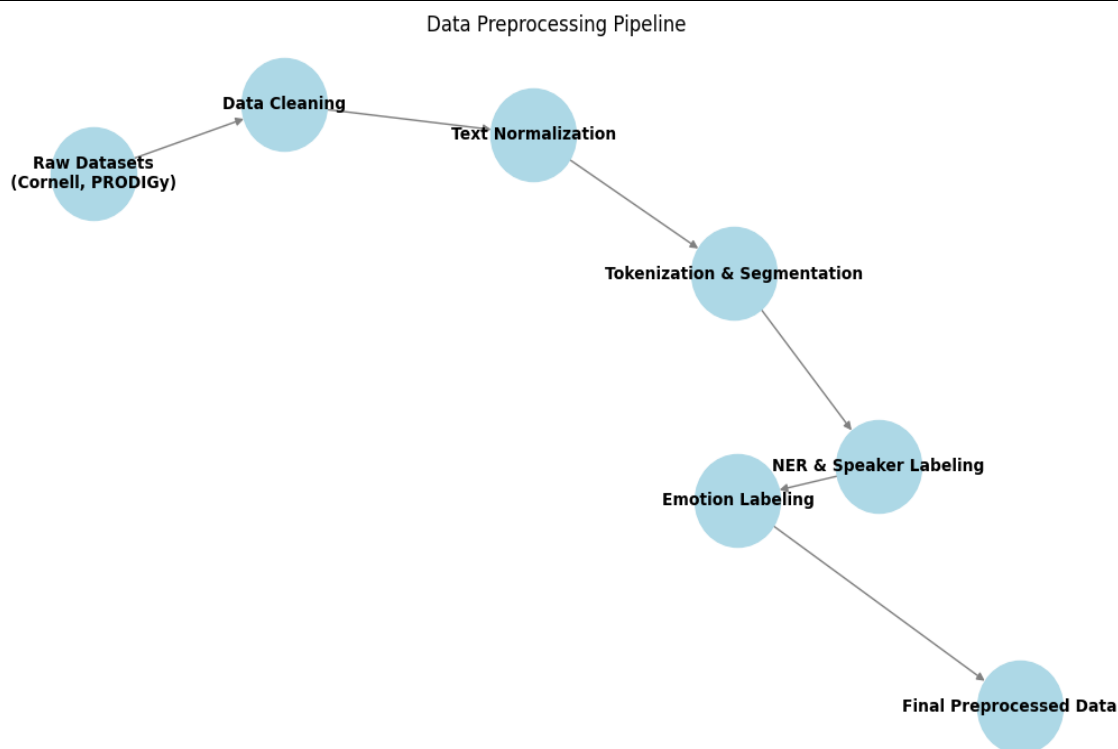 Data Preprocessing Pipeline
Data Cleaning
Text Normalization
Raw Datasets
(Cornell, PRODIGy)
Tokenization & Segmentation
NER & Speaker Labeling
Emotion Labeling
Final Preprocessed Data